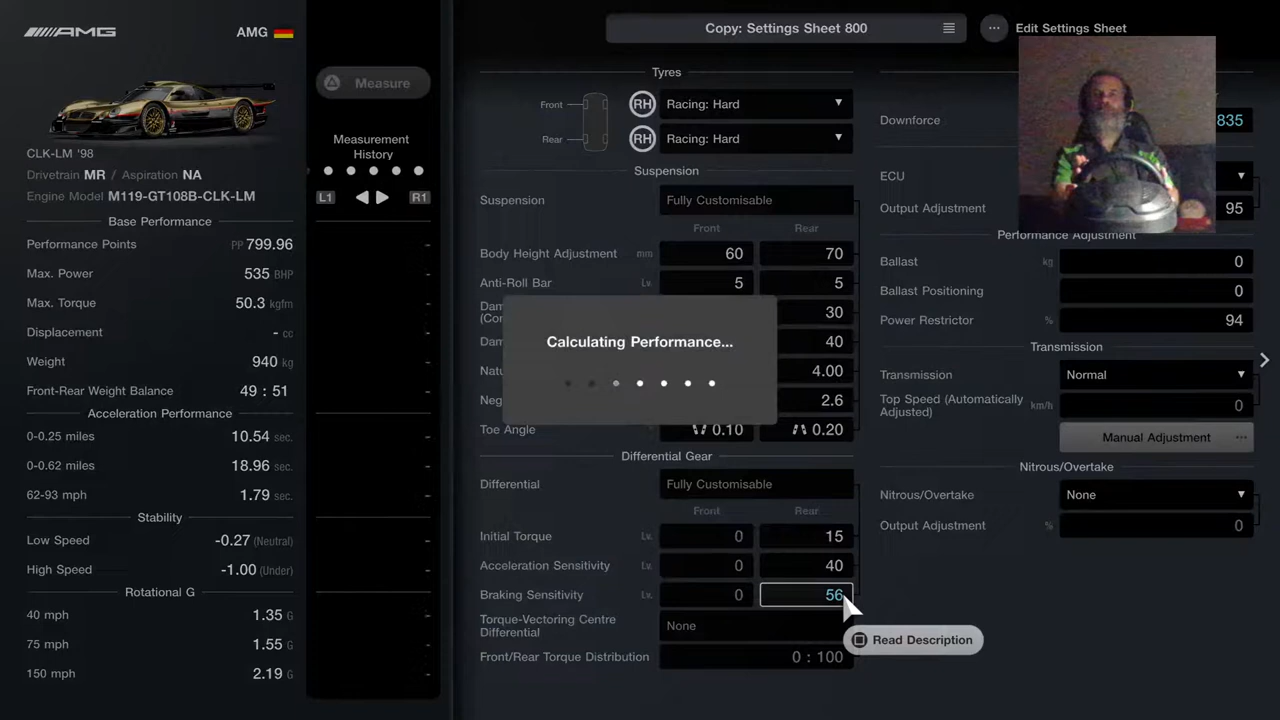 AMG
AMG
CLK-LM '98
Drivetrain MR / Aspiration NA
Engine Model M119-GT108B-CLK-LM
Base Performance
Performance Points PP 799.96
Max. Power 535 BHP
Max. Torque 50.3 kgfm
Displacement - cc
Weight 940 kg
Front-Rear Weight Balance 49 : 51
Acceleration Performance
0-0.25 miles 10.54 sec.
0-0.62 miles 18.96 sec.
62-93 mph 1.79 sec.
Stability
Low Speed -0.27 (Neutral)
High Speed -1.00 (Under)
Rotational G
40 mph 1.35 G
75 mph 1.55 G
150 mph 2.19 G
Measure
Measurement
History
L1 R1
Copy: Settings Sheet 800
Edit Settings Sheet
Tyres
Front RH Racing: Hard
Rear RH Racing: Hard
Suspension
Suspension Fully Customisable
Front Rear
Body Height Adjustment mm 60 70
Anti-Roll Bar Lv. 5 5
30
40
4.00
2.6
Toe Angle 0.10 0.20
Calculating Performance...
Differential Gear
Differential Fully Customisable
Front Rear
Initial Torque Lv. 0 15
Acceleration Sensitivity Lv. 0 40
Braking Sensitivity Lv. 0 56
Torque-Vectoring Centre
Differential
None
Front/Rear Torque Distribution 0 : 100
Read Description
Downforce 835
ECU
Output Adjustment 95
Performance Adjustment
Ballast kg 0
Ballast Positioning 0
Power Restrictor % 94
Transmission
Transmission Normal
Top Speed (Automatically
Adjusted) km/h 0
Manual Adjustment
Nitrous/Overtake
Nitrous/Overtake None
Output Adjustment % 0